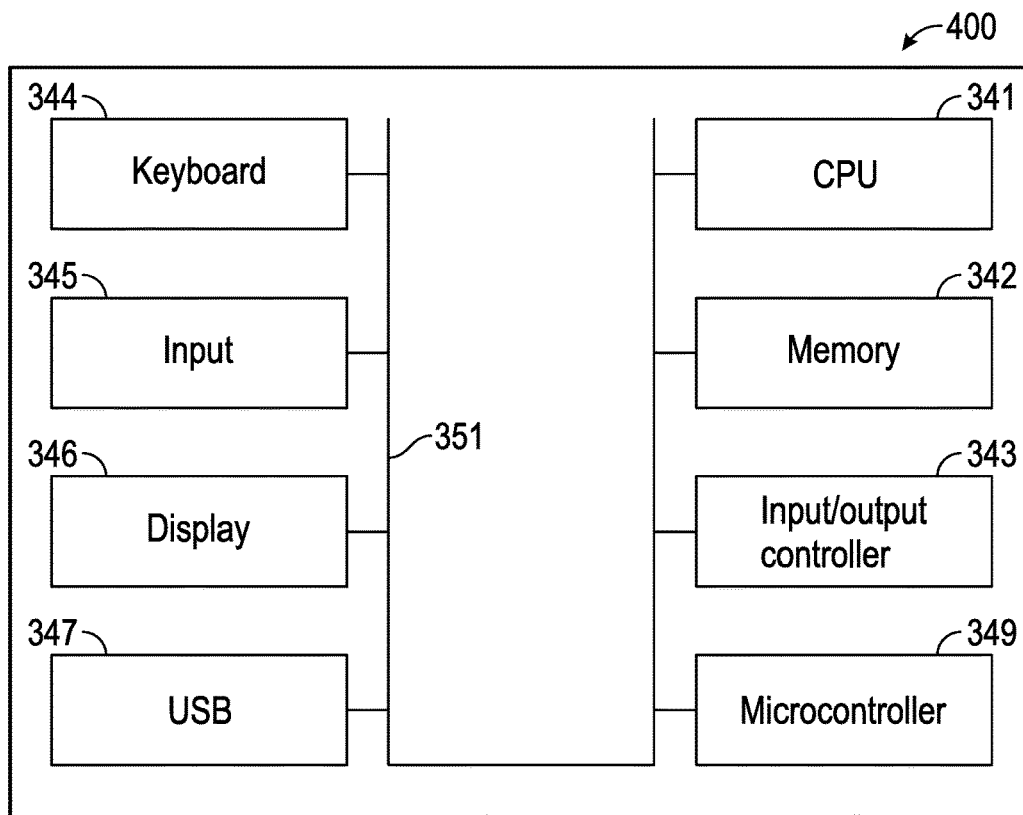 400
344
341
Keyboard
CPU
345
342
Input
Memory
351
346
343
Display
Input/output
controller
347
349
USB
Microcontroller